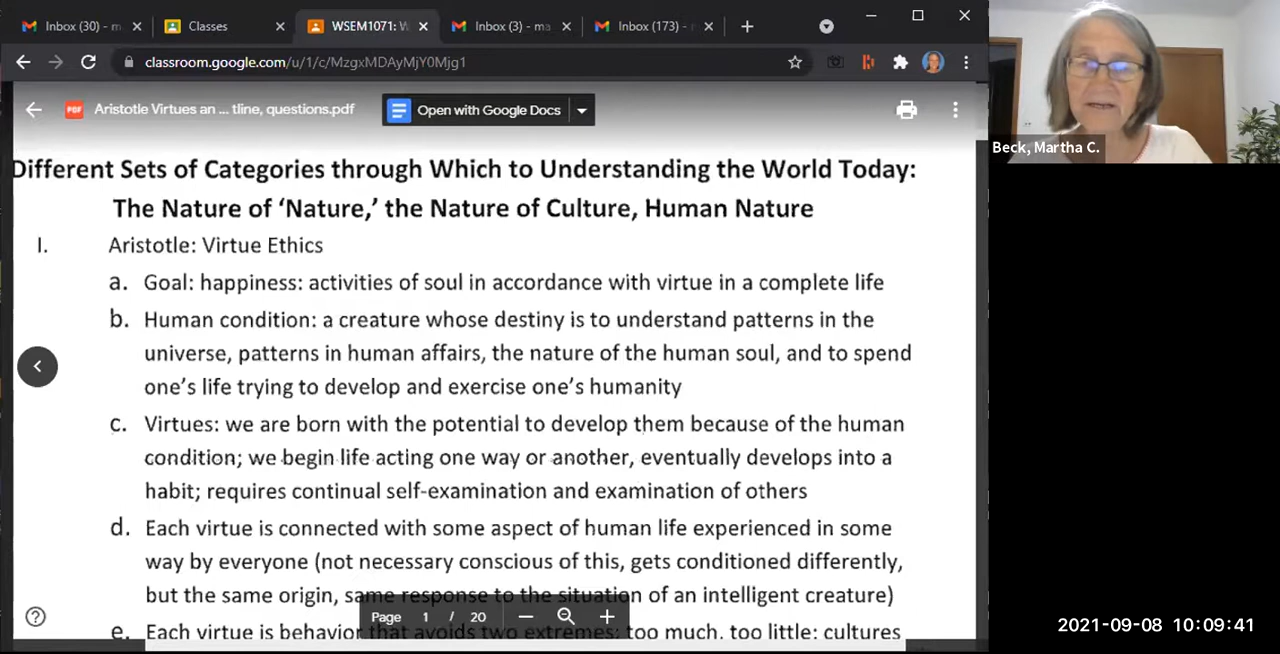 Inbox (30) - m
Classes
WSEM1071: W
Inbox (3) - ma
Inbox (173) -
classroom.google.com/u/1/c/MzgxMDAyMjY0Mjg1
PDF
Aristotle Virtues an ... tline, questions.pdf
Open with Google Docs
Beck, Martha C.
Different Sets of Categories through Which to Understanding the World Today:
The Nature of ‘Nature,’ the Nature of Culture, Human Nature
I. Aristotle: Virtue Ethics
a. Goal: happiness: activities of soul in accordance with virtue in a complete life
b. Human condition: a creature whose destiny is to understand patterns in the
universe, patterns in human affairs, the nature of the human soul, and to spend
one’s life trying to develop and exercise one’s humanity
c. Virtues: we are born with the potential to develop them because of the human
condition; we begin life acting one way or another, eventually develops into a
habit; requires continual self-examination and examination of others
d. Each virtue is connected with some aspect of human life experienced in some
way by everyone (not necessary conscious of this, gets conditioned differently,
but the same origin, same response to the situation of an intelligent creature)
Page 1 / 20
e. Each virtue is behavior that avoids two extremes: too much, too little: cultures
2021-09-08 10:09:41